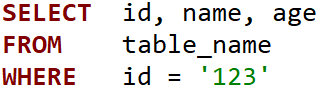 SELECT id, name, age
FROM table_name
WHERE id = '123'